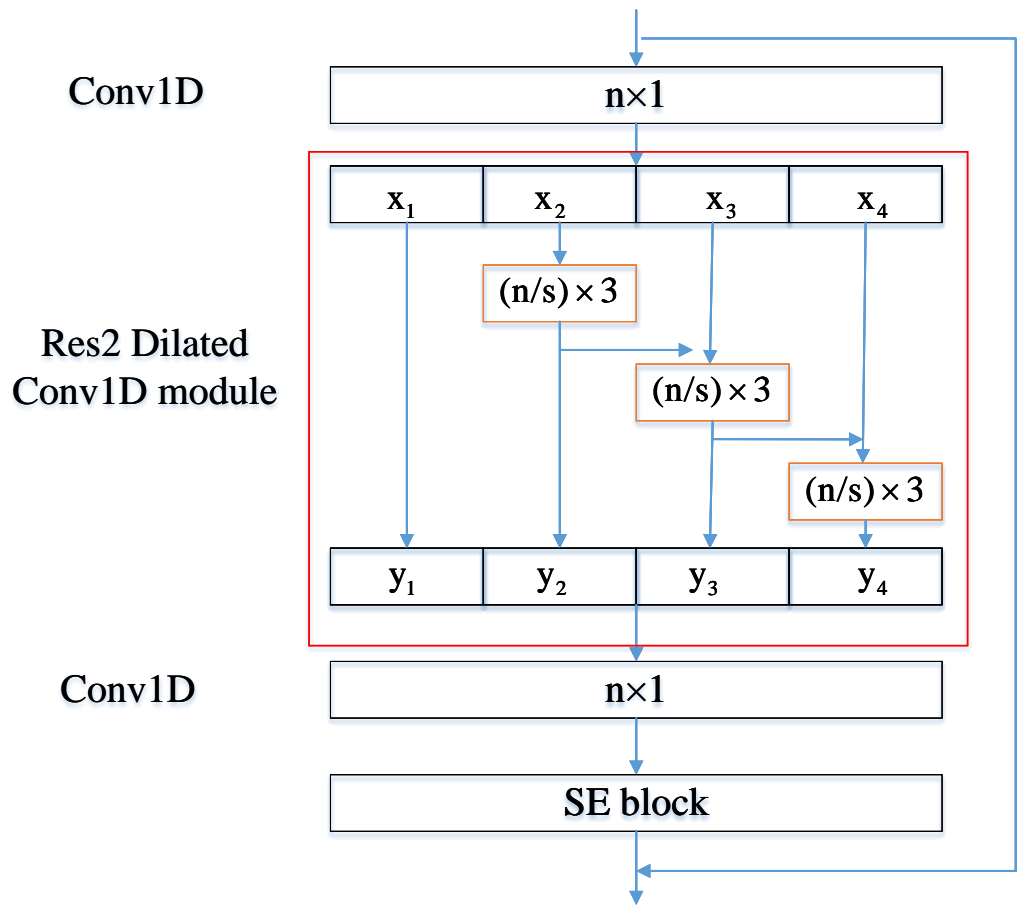 Conv1D
n×1
x₁ x₂ x₃ x₄
(n/s)×3
(n/s)×3
(n/s)×3
Res2 Dilated
Conv1D module
y₁ y₂ y₃ y₄
Conv1D
n×1
SE block